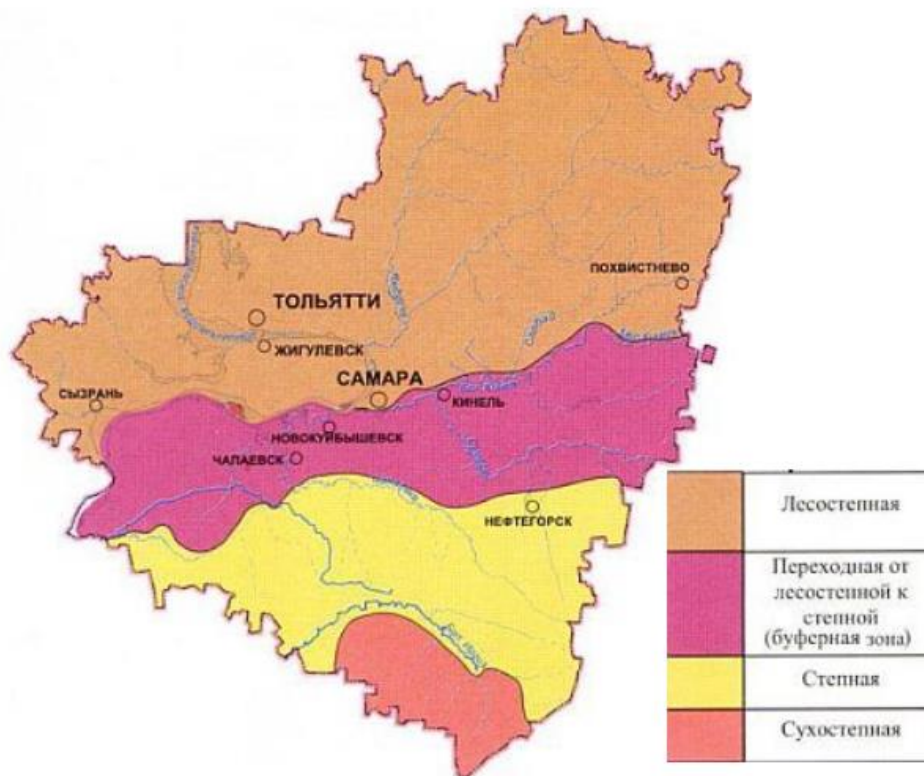 ПОХВИСТНЕВО
ТОЛЬЯТТИ
ЖИГУЛЕВСК
САМАРА
СЫЗРАНЬ
КИНЕЛЬ
НОВОКУЙБЫШЕВСК
ЧАПАЕВСК
НЕФТЕГОРСК
Лесостепная
Переходная от
лесостепной к
степной
(буферная зона)
Степная
Сухостепная